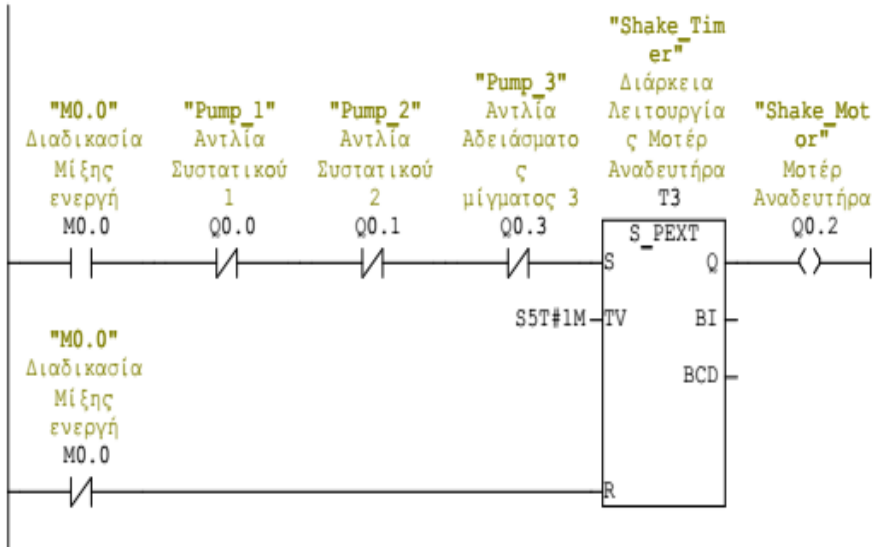 "M0.0"
Διαδικασία
Μίξης
ενεργή
M0.0
"Pump_1"
Αντλία
Συστατικού
1
Q0.0
"Pump_2"
Αντλία
Συστατικού
2
Q0.1
"Pump_3"
Αντλία
Αδειάσματο
ς
μίγματος 3
Q0.3
"Shake_Tim
er"
Διάρκεια
Λειτουργία
ς Μοτέρ
Αναδευτήρα
T3
S_PEXT
"Shake_Mot
or"
Μοτέρ
Αναδευτήρα
Q0.2
S Q
S5T#1M TV BI
BCD
"M0.0"
Διαδικασία
Μίξης
ενεργή
M0.0
R